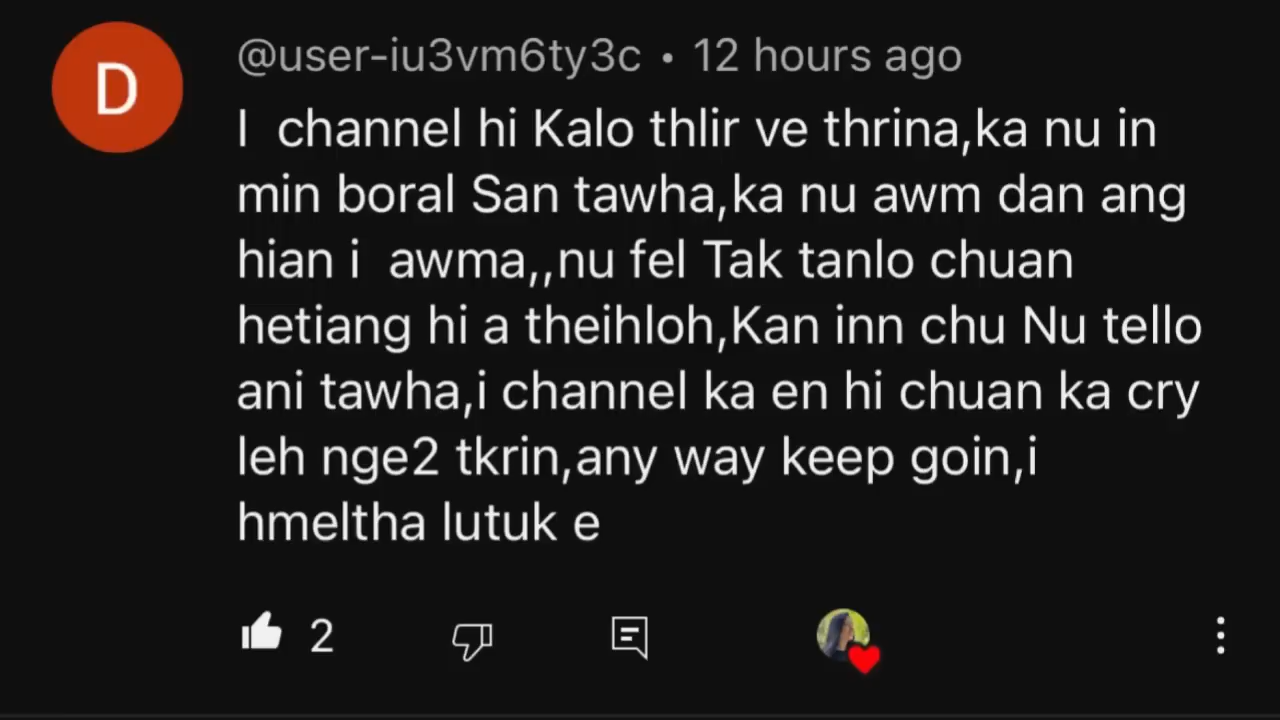 D
@user-iu3vm6ty3c • 12 hours ago
I  channel hi Kalo thlir ve thrina,ka nu in
min boral San tawha,ka nu awm dan ang
hian i  awma,,nu fel Tak tanlo chuan
hetiang hi a theihloh,Kan inn chu Nu tello
ani tawha,i channel ka en hi chuan ka cry
leh nge2 tkrin,any way keep goin,i
hmeltha lutuk e
2